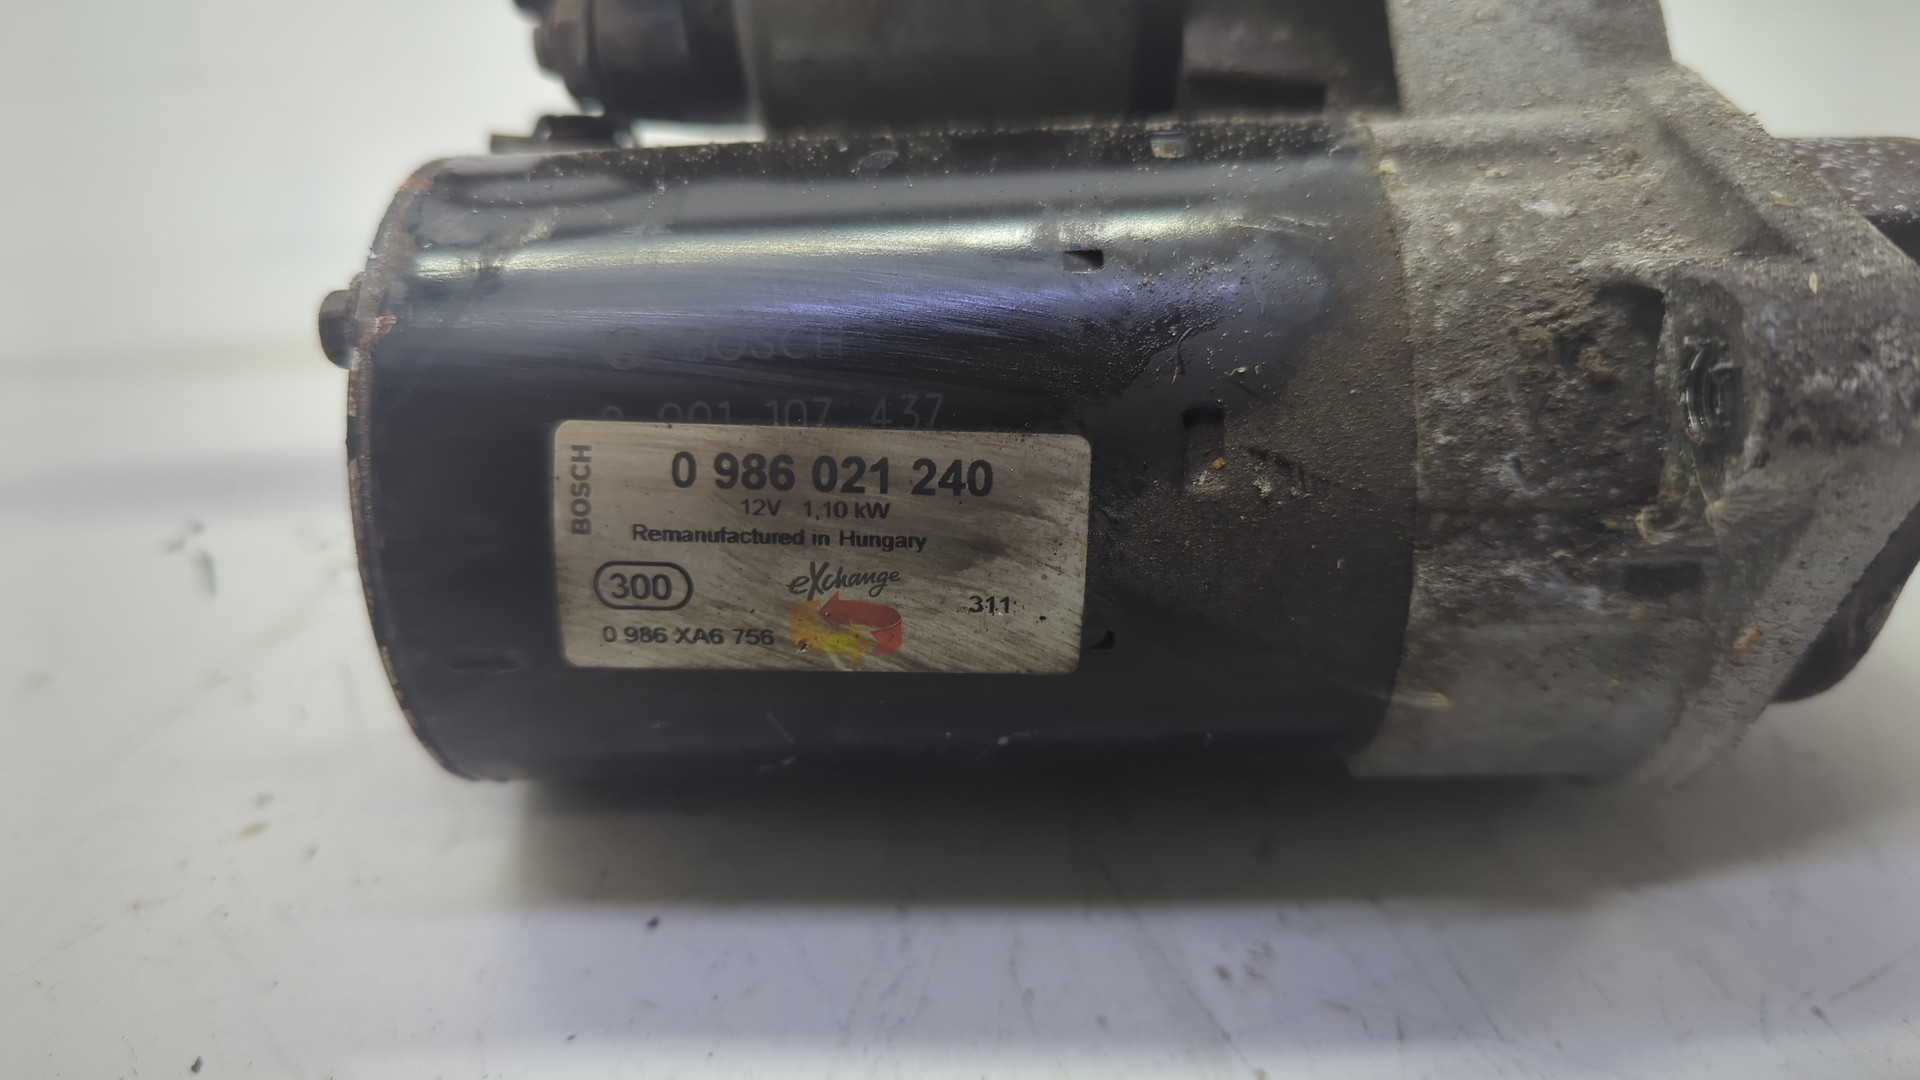 BOSCH
0 001 107 437
BOSCH
0 986 021 240
12V 1,10 kW
Remanufactured in Hungary
300
eXchange
311
0 986 XA6 756